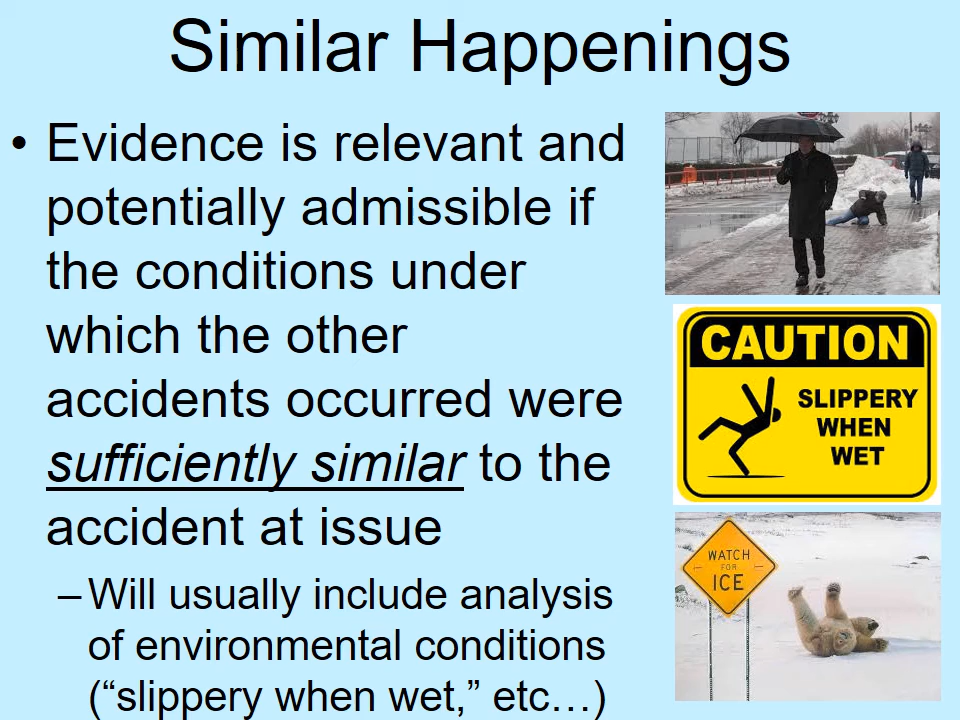 Similar Happenings
• Evidence is relevant and
potentially admissible if
the conditions under
which the other
accidents occurred were
sufficiently similar to the
accident at issue
–Will usually include analysis
of environmental conditions
(“slippery when wet,” etc…)
CAUTION
SLIPPERY
WHEN
WET
WATCH
FOR
ICE